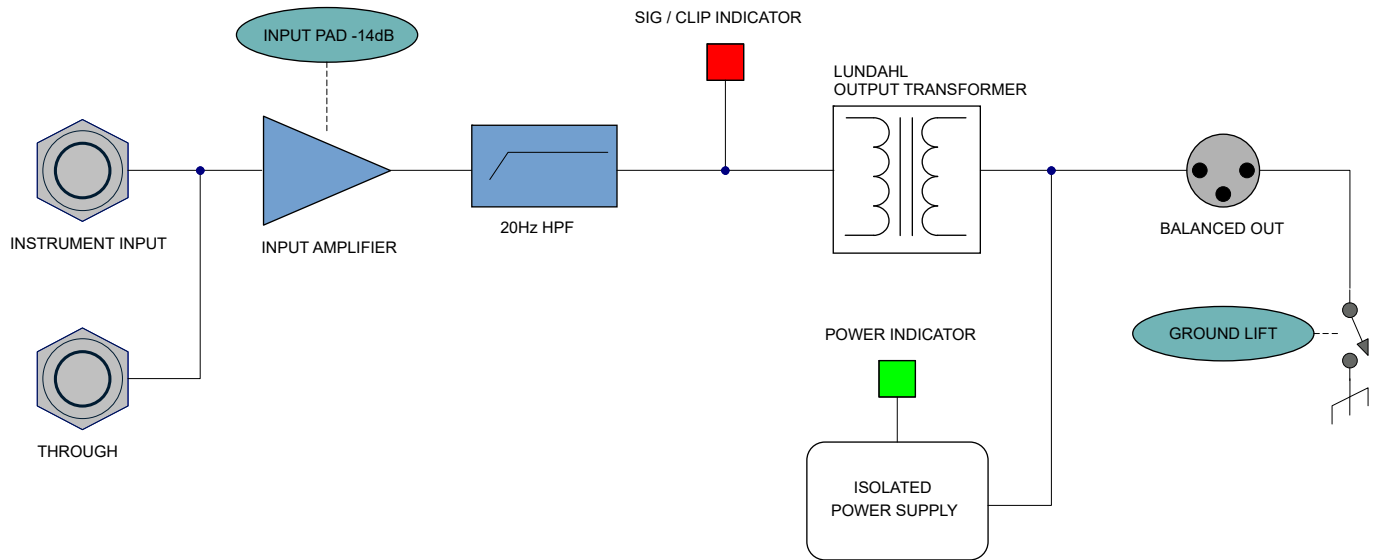 SIG / CLIP INDICATOR
INPUT PAD -14dB
LUNDAHL
OUTPUT TRANSFORMER
INSTRUMENT INPUT
INPUT AMPLIFIER
20Hz HPF
BALANCED OUT
POWER INDICATOR
GROUND LIFT
THROUGH
ISOLATED
POWER SUPPLY